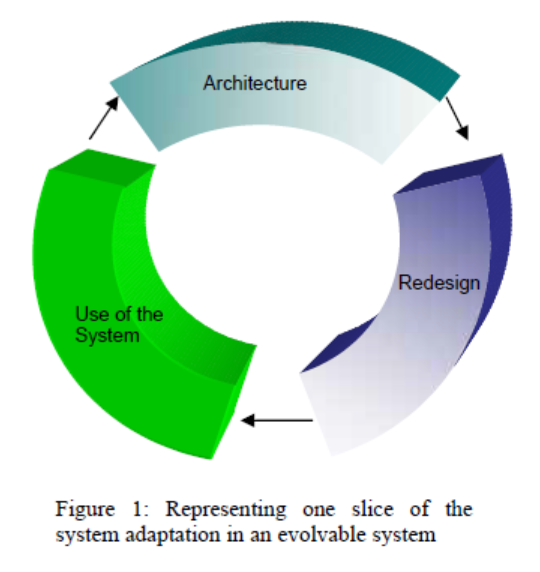 Architecture
Redesign
Use of the
System
Figure 1: Representing one slice of the
system adaptation in an evolvable system